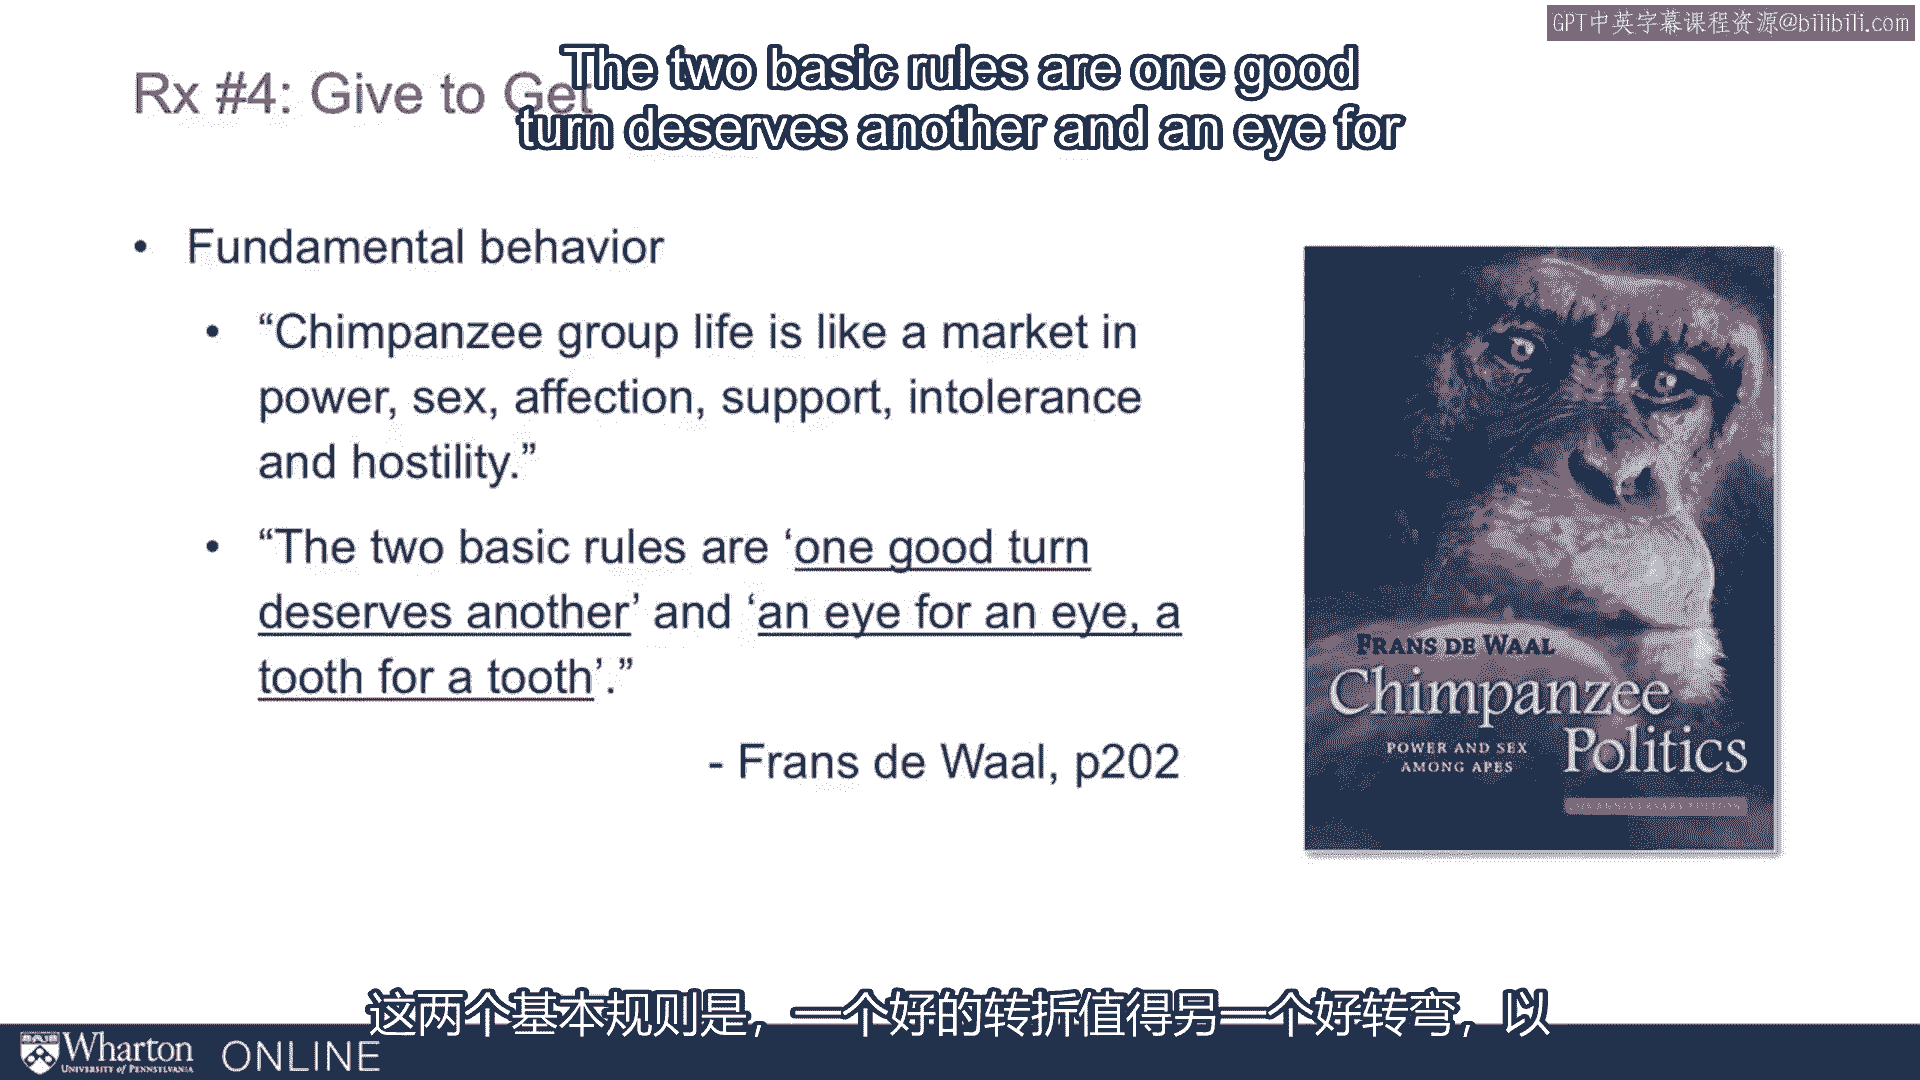 GPT中英字幕课程资源@bilibili.com
The two basic rules are one good
turn deserves another and an eye for
Rx #4: Give to Get
• Fundamental behavior
• “Chimpanzee group life is like a market in
power, sex, affection, support, intolerance
and hostility.”
• “The two basic rules are ‘one good turn
deserves another’ and ‘an eye for an eye, a
tooth for a tooth’.”
- Frans de Waal, p202
FRANS DE WAAL
Chimpanzee
Politics
POWER AND SEX
AMONG APES
这两个基本规则是，一个好的转折值得另一个好转弯，以
Wharton
UNIVERSITY of PENNSYLVANIA
ONLINE